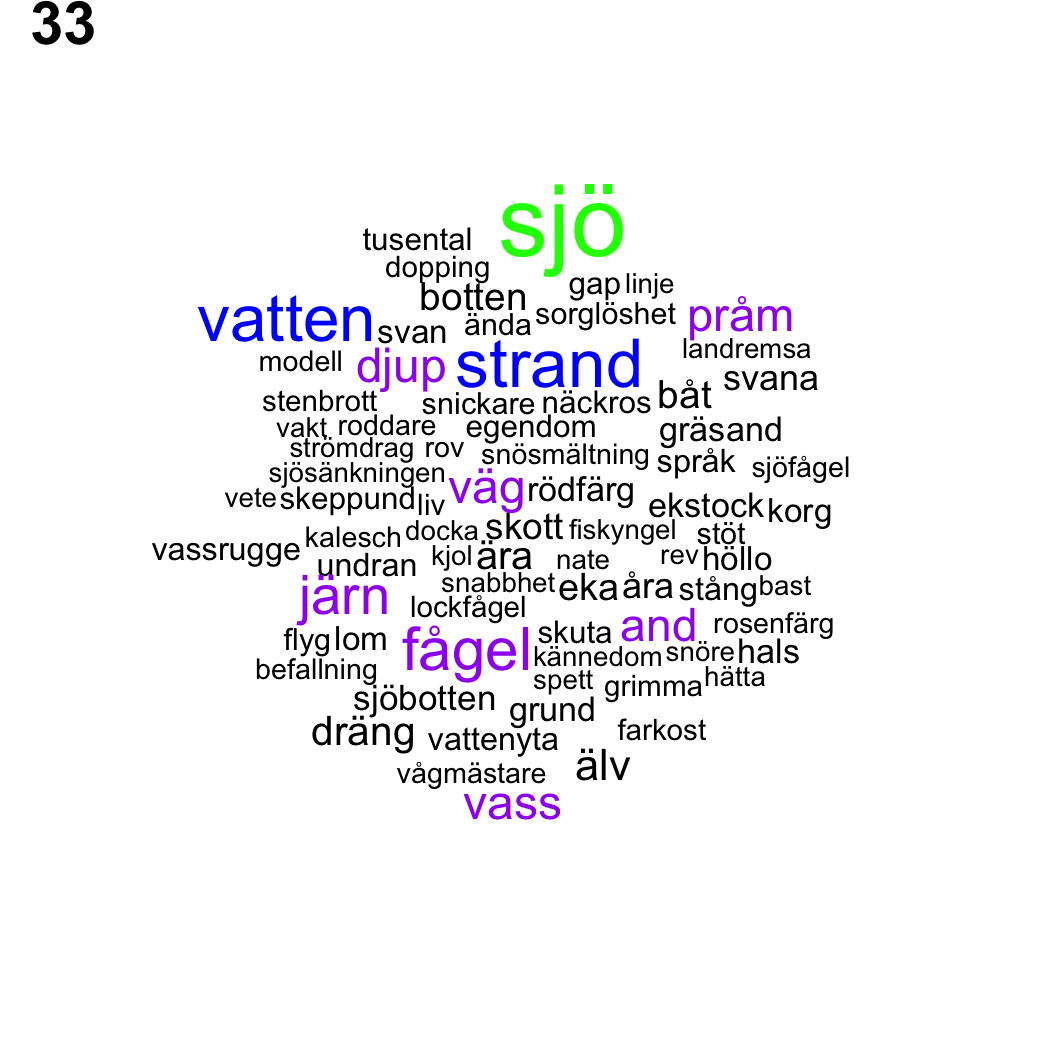 33
sjö
tusental
dopping
gap linje
botten
vatten svan ända sorglöshet pråm
modell djup strand landremsa
svana
stenbrott snickare näckros båt
vakt roddare egendom gräsand
strömdrag rov snösmältning språk sjöfågel
sjösänkningen väg rödfärg
vete skeppund liv ekstock korg
kalesch docka skott fiskyngel stöt
vassrugge undran kjol ära nate rev höllo
järn snabbhet eka åra stång bast
lockfågel
flyg lom fågel skuta and rosenfärg
befallning kännedom snöre hals
spett grimma hätta
sjöbotten grund
dräng vattenyta farkost
vågmästare älv
vass